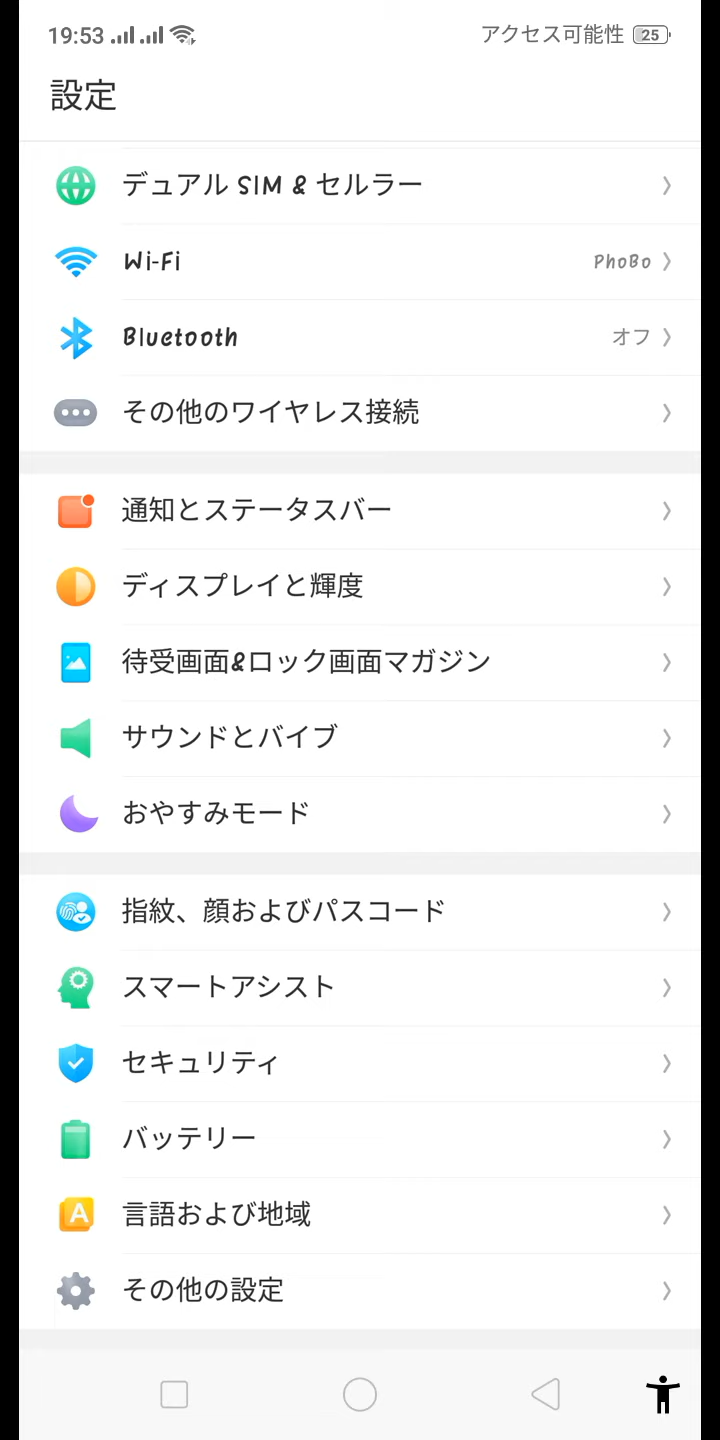 19:53 アクセス可能性 25
設定
デュアル SIM & セルラー
Wi-Fi PhoBo
Bluetooth オフ
その他のワイヤレス接続
通知とステータスバー
ディスプレイと輝度
待受画面&ロック画面マガジン
サウンドとバイブ
おやすみモード
指紋、顔およびパスコード
スマートアシスト
セキュリティ
バッテリー
A 言語および地域
その他の設定